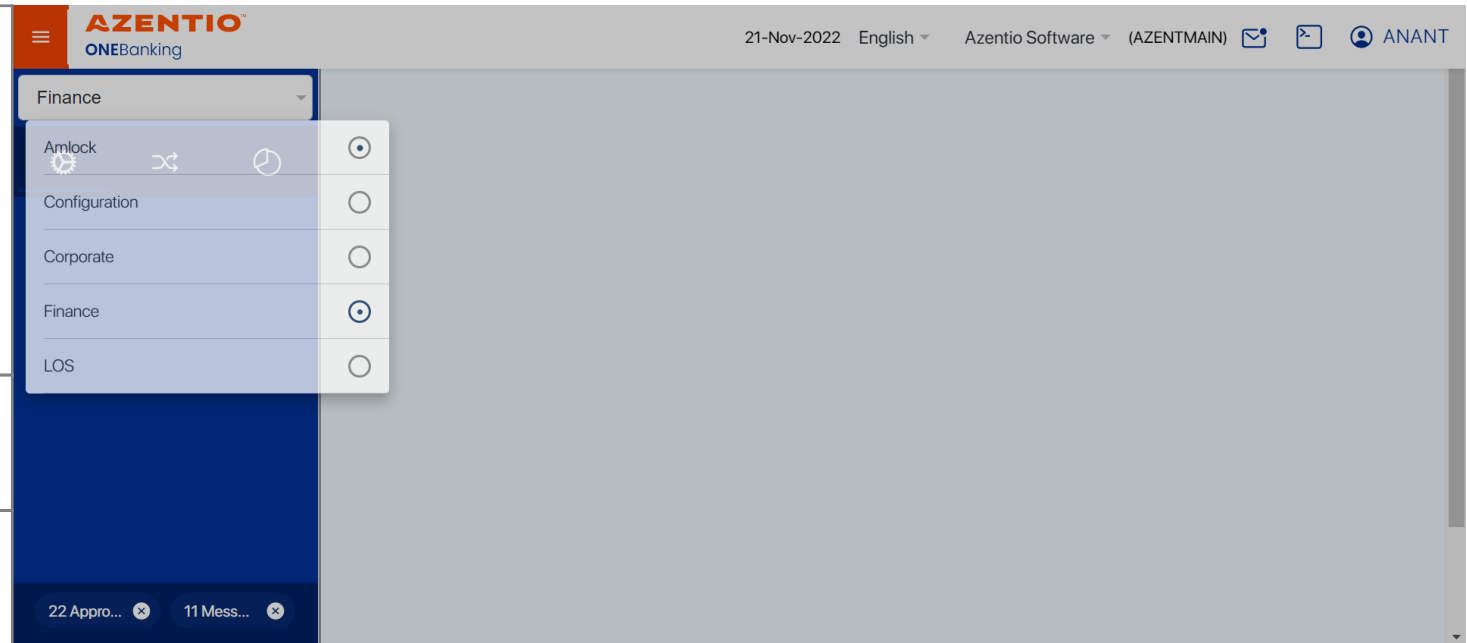 AZENTIO™
ONEBanking
21-Nov-2022 English Azentio Software (AZENTMAIN) ANANT
Finance
Amlock
Configuration
Corporate
Finance
LOS
22 Appro... 11 Mess...